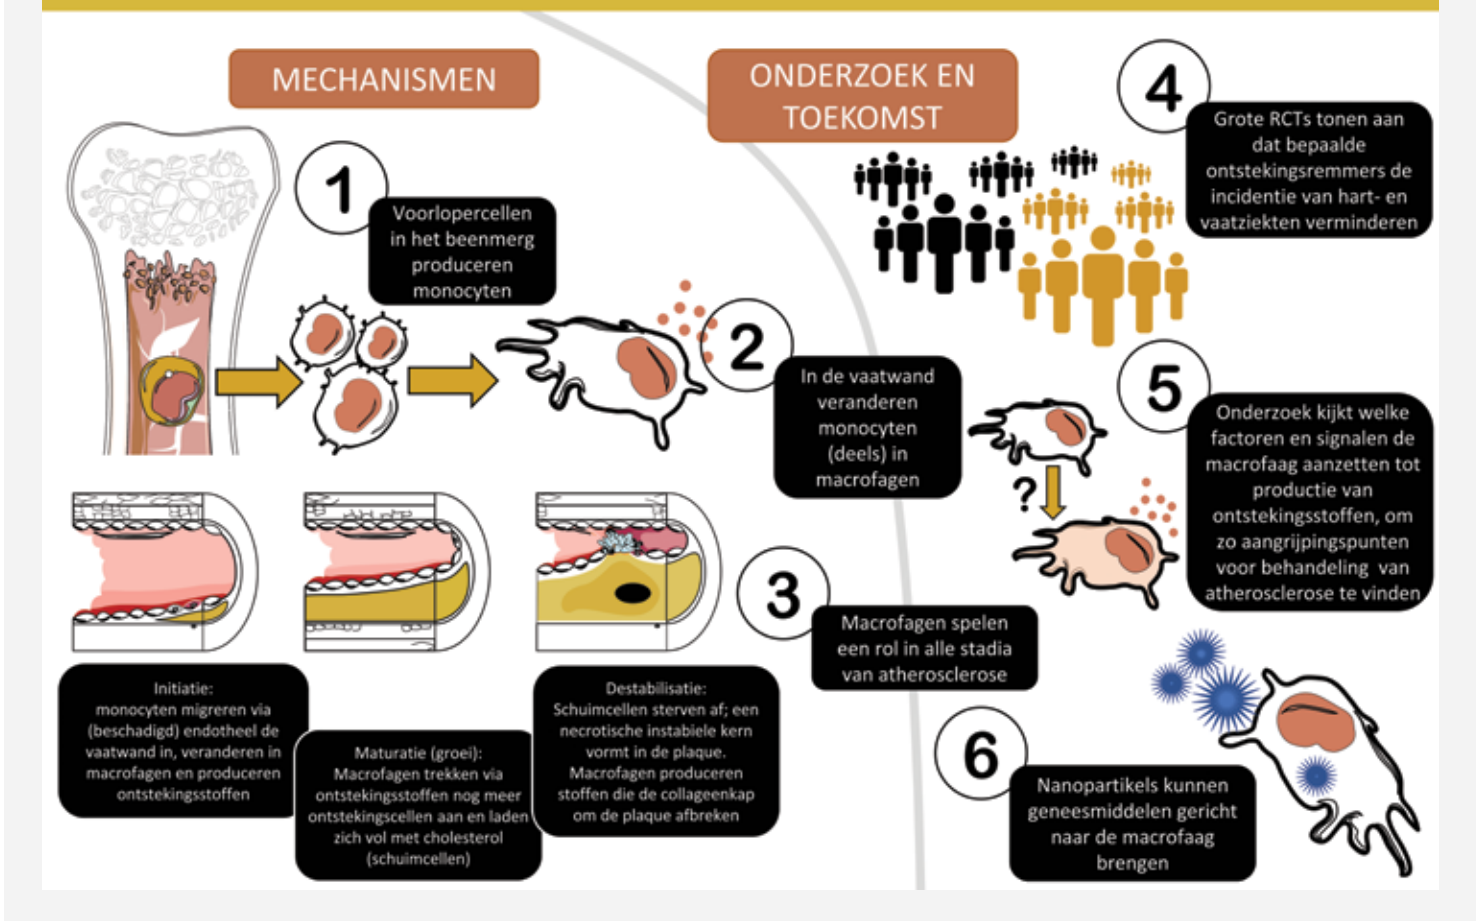 MECHANISMEN
1
Voorlopercellen
in het beenmerg
produceren
monocyten
2
In de vaatwand
veranderen
monocyten
(deels) in
macrofagen
3
Macrofagen spelen
een rol in alle stadia
van atherosclerose
Initiatie:
monocyten migreren via
(beschadigd) endotheel de
vaatwand in, veranderen in
macrofagen en produceren
ontstekingsstoffen
Maturatie (groei):
Macrofagen trekken via
ontstekingsstoffen nog meer
ontstekingscellen aan en laden
zich vol met cholesterol
(schuimcellen)
Destabilisatie:
Schuimcellen sterven af; een
necrotische instabiele kern
vormt in de plaque.
Macrofagen produceren
stoffen die de collageenkap
om de plaque afbreken
ONDERZOEK EN
TOEKOMST
4
Grote RCTs tonen aan
dat bepaalde
ontstekingsremmers de
incidentie van hart- en
vaatziekten verminderen
5
Onderzoek kijkt welke
factoren en signalen de
macrofaag aanzetten tot
productie van
ontstekingsstoffen, om
zo aangrijpingspunten
voor behandeling van
atherosclerose te vinden
?
6
Nanopartikels kunnen
geneesmiddelen gericht
naar de macrofaag
brengen